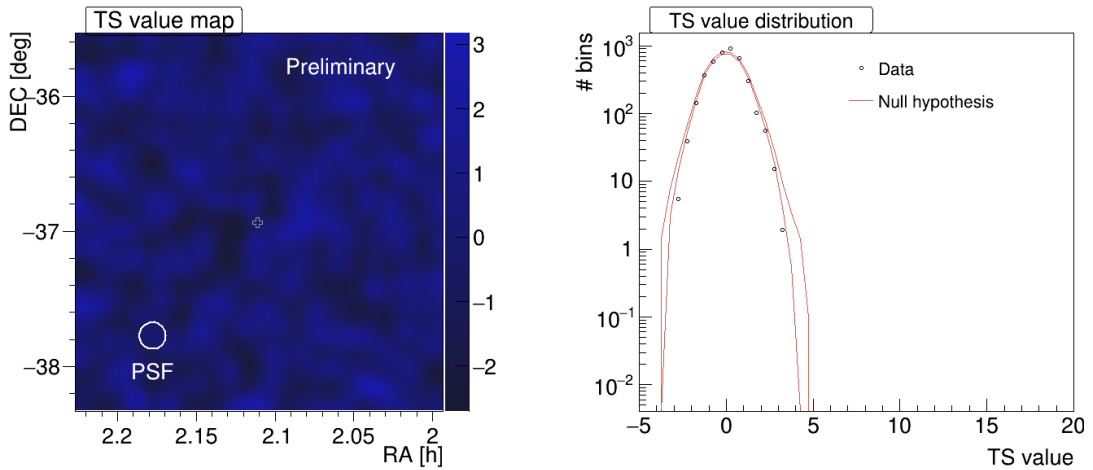 TS value map
DEC [deg]
−36
−37
−38
Preliminary
PSF
2.2
2.15
2.1
2.05
2
RA [h]
3
2
1
0
−1
−2
TS value distribution
# bins
10³
10²
10
1
10⁻¹
10⁻²
Data
Null hypothesis
−5
0
5
10
15
20
TS value